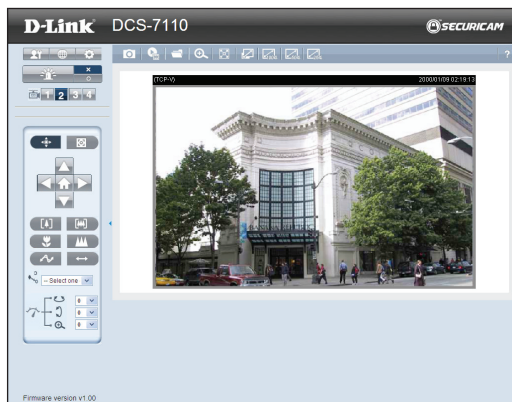 D-Link DCS-7110 SECURICAM
?
1 2 3 4
(TCP-V) 2000/01/09 02:19:13
-- Select one
0
0
0
Firmware version v1.00